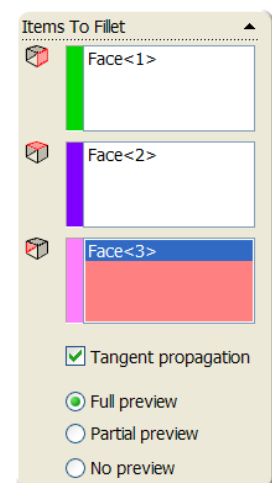 Items To Fillet
Face<1>
Face<2>
Face<3>
Tangent propagation
Full preview
Partial preview
No preview